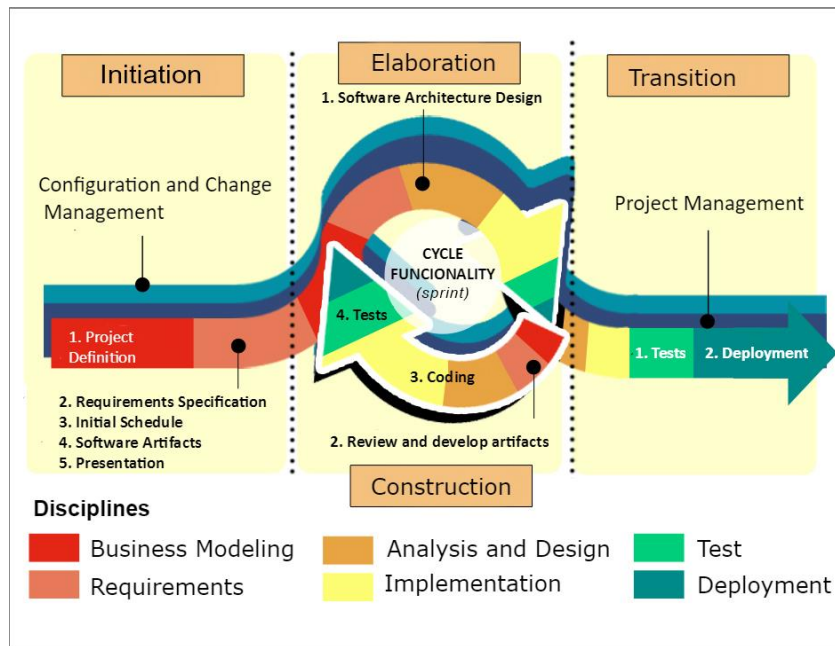 Initiation
Elaboration
Transition
1. Software Architecture Design
Configuration and Change
Management
Project Management
CYCLE
FUNCIONALITY
(sprint)
4. Tests
1. Project
Definition
3. Coding
1. Tests
2. Deployment
2. Requirements Specification
3. Initial Schedule
4. Software Artifacts
5. Presentation
2. Review and develop artifacts
Construction
Disciplines
Business Modeling
Analysis and Design
Test
Requirements
Implementation
Deployment